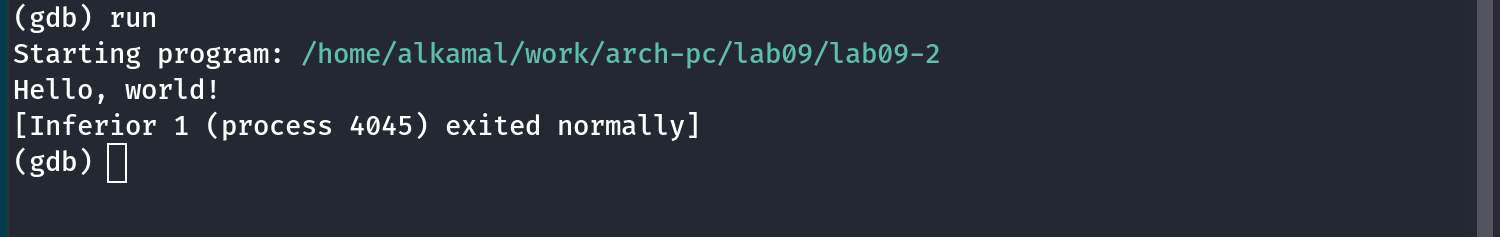 (gdb) run
Starting program: /home/alkamal/work/arch-pc/lab09/lab09-2
Hello, world!
[Inferior 1 (process 4045) exited normally]
(gdb)